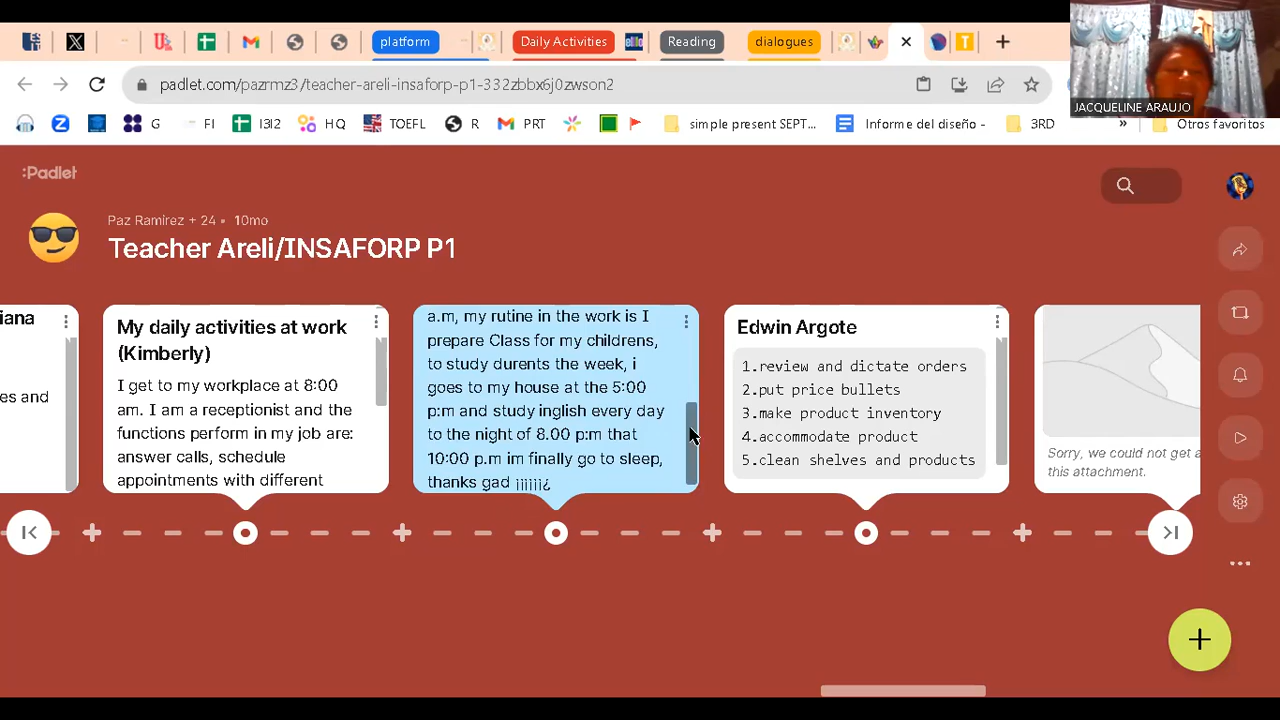 platform
Daily Activities
Reading
dialogues
JACQUELINE ARAUJO
padlet.com/pazrmz3/teacher-areli-insaforp-p1-332zbbx6j0zwson2
G
FI
I3I2
HQ
TOEFL
R
PRT
simple present SEPT...
Informe del diseño -
3RD
»
Otros favoritos
:Padlet
Paz Ramirez + 24 • 10mo
Teacher Areli/INSAFORP P1
iana
es and
My daily activities at work
(Kimberly)
I get to my workplace at 8:00
am. I am a receptionist and the
functions perform in my job are:
answer calls, schedule
appointments with different
a.m, my rutine in the work is I
prepare Class for my childrens,
to study durents the week, i
goes to my house at the 5:00
p:m and study inglish every day
to the night of 8.00 p:m that
10:00 p.m im finally go to sleep,
thanks gad ¡¡¡¡¡¡¿
Edwin Argote
1.review and dictate orders
2.put price bullets
3.make product inventory
4.accommodate product
5.clean shelves and products
Sorry, we could not get a
this attachment.